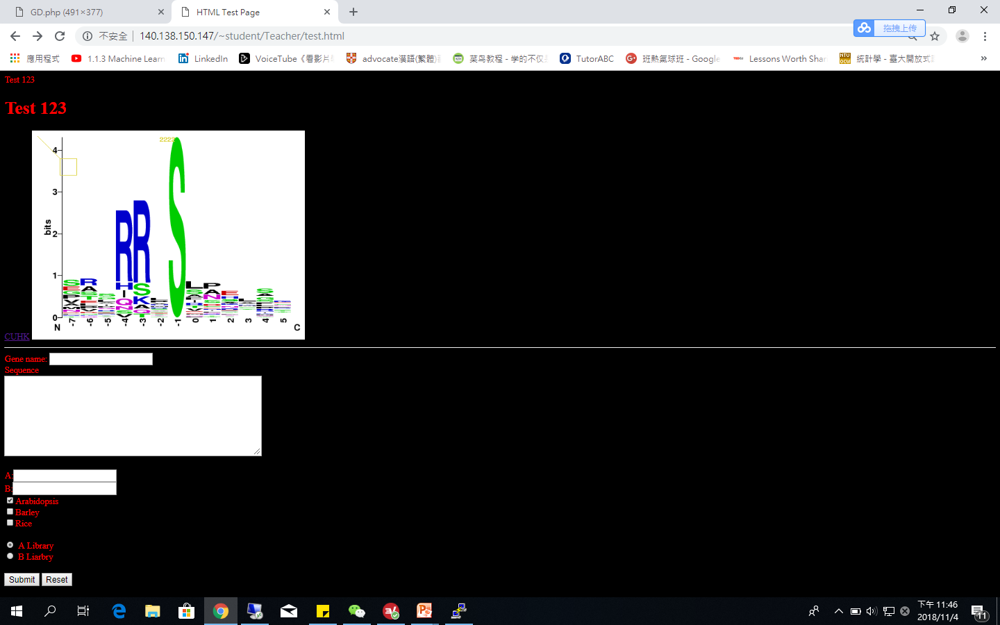 GD.php (491×377)
HTML Test Page
不安全 140.138.150.147/~student/Teacher/test.html
拖拽上传
應用程式 1.1.3 Machine Learn LinkedIn VoiceTube《看影片 advocate漢語(繁體) 菜鸟教程 - 学的不仅 TutorABC 班熱氣球班 - Google Lessons Worth Shar 統計學 - 臺大開放式
Test 123
Test 123
2222
bits
4
3
2
1
0
N -7 -6 -5 -4 -3 -2 -1 0 1 2 3 4 5 C
RR S
CUHK
Gene name:
Sequence
A:
B:
Arabidopsis
Barley
Rice
A Library
B Liarbry
Submit Reset
下午 11:46
2018/11/4
11